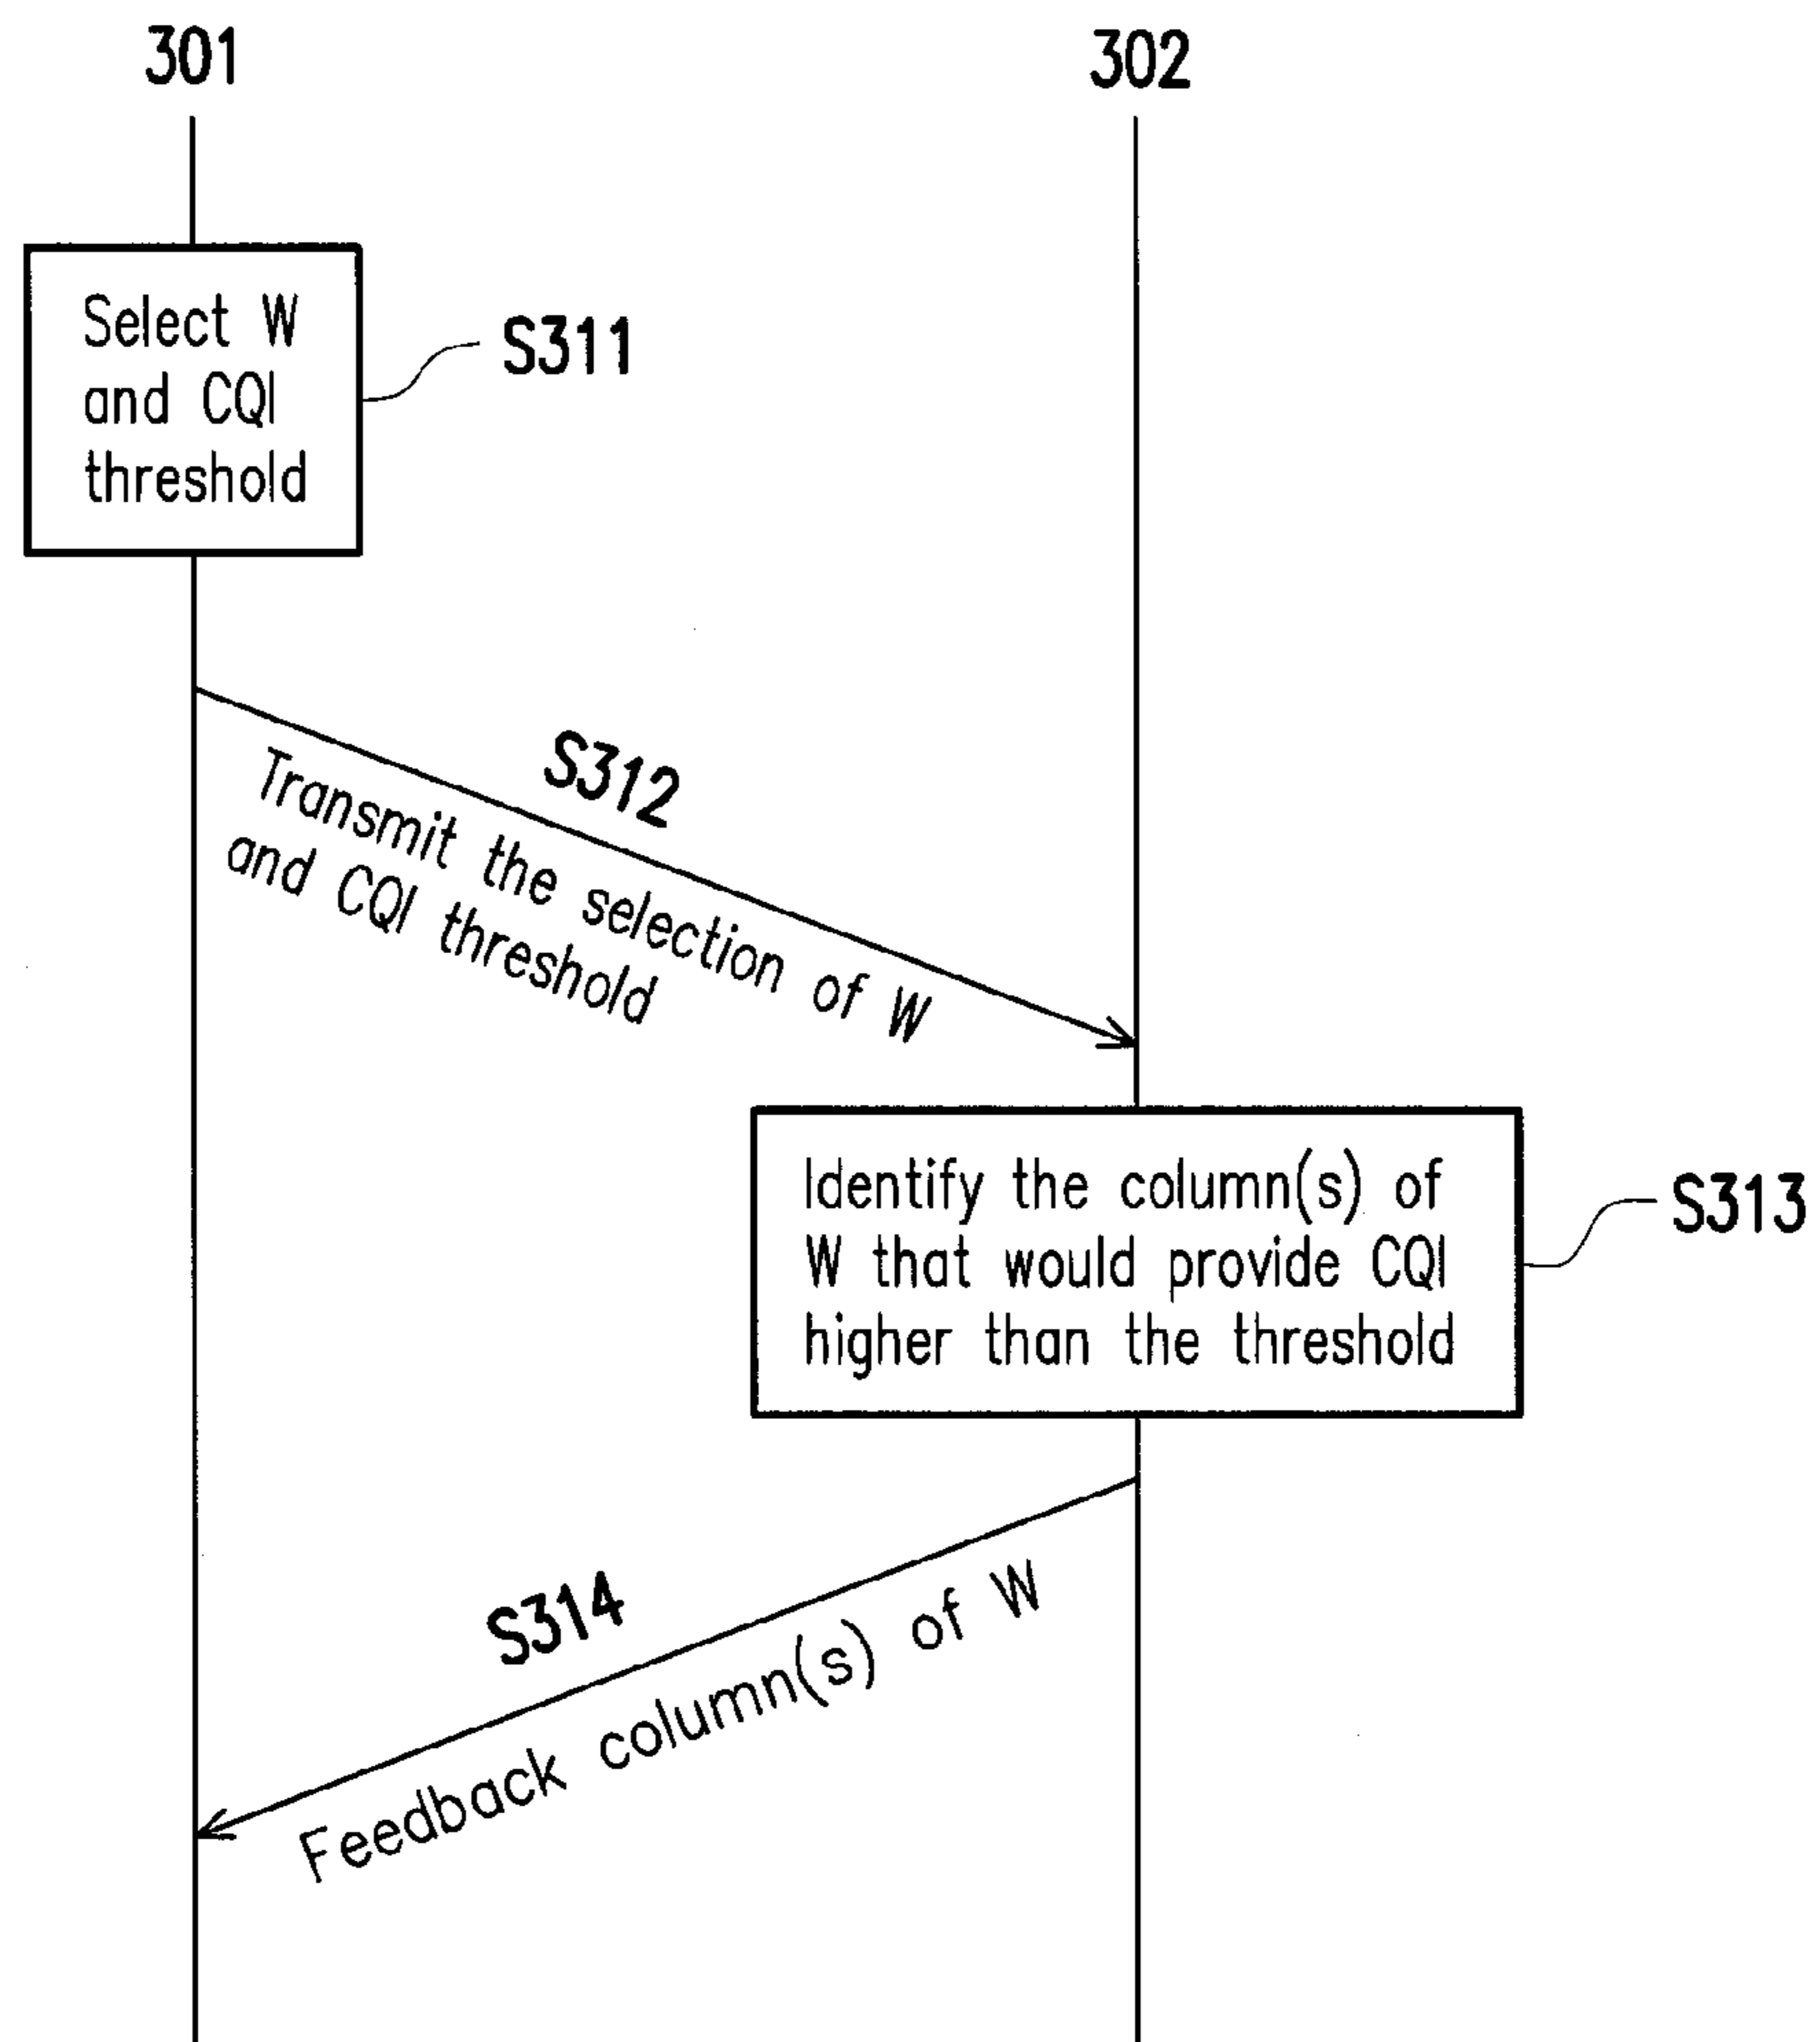 301
302
Select W
and CQI
threshold
S311
S312
Transmit the selection of W
and CQI threshold
Identify the column(s) of
W that would provide CQI
higher than the threshold
S313
S314
Feedback column(s) of W